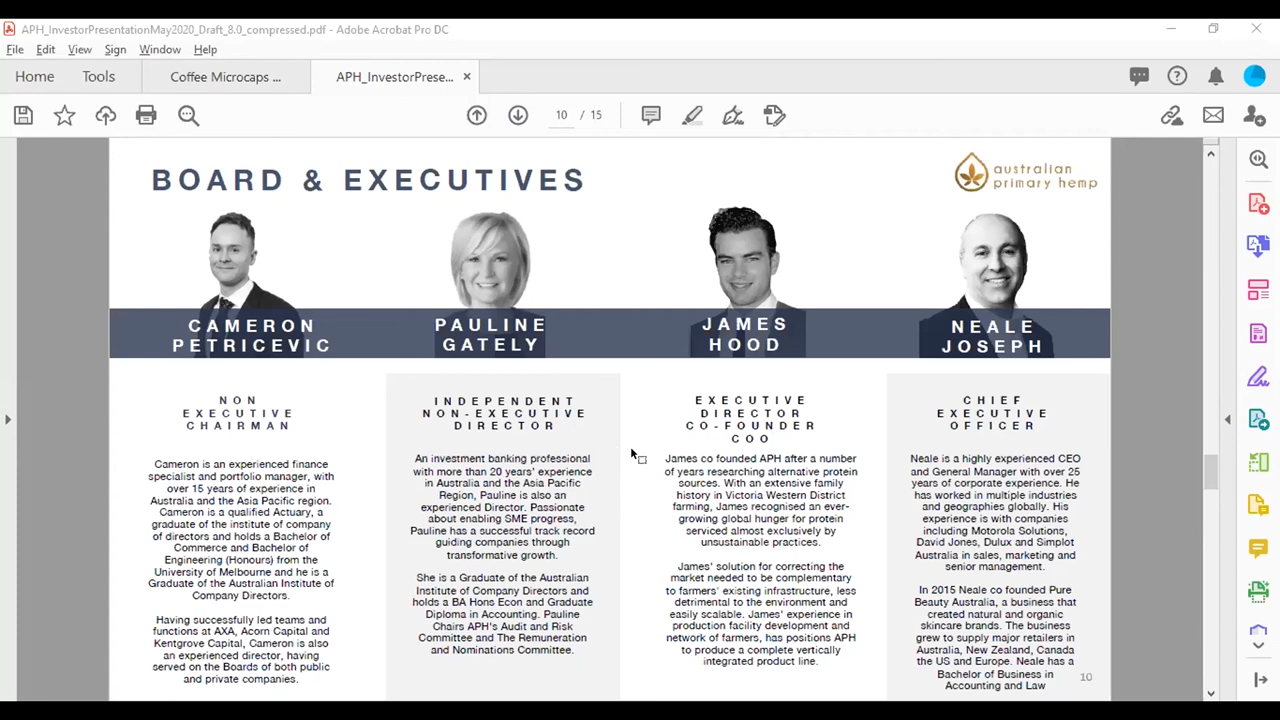 APH_InvestorPresentationMay2020_Draft_8.0_compressed.pdf - Adobe Acrobat Pro DC
File Edit View Sign Window Help
Home Tools Coffee Microcaps ... APH_InvestorPrese... ×
10 / 15
BOARD & EXECUTIVES
australian
primary hemp
CAMERON
PETRICEVIC
PAULINE
GATELY
JAMES
HOOD
NEALE
JOSEPH
NON
EXECUTIVE
CHAIRMAN
Cameron is an experienced finance
specialist and portfolio manager, with
over 15 years of experience in
Australia and the Asia Pacific region.
Cameron is a qualified Actuary, a
graduate of the institute of company
of directors and holds a Bachelor of
Commerce and Bachelor of
Engineering (Honours) from the
University of Melbourne and he is a
Graduate of the Australian Institute of
Company Directors.
Having successfully led teams and
functions at AXA, Acorn Capital and
Kentgrove Capital, Cameron is also
an experienced director, having
served on the Boards of both public
and private companies.
INDEPENDENT
NON-EXECUTIVE
DIRECTOR
An investment banking professional
with more than 20 years' experience
in Australia and the Asia Pacific
Region, Pauline is also an
experienced Director. Passionate
about enabling SME progress,
Pauline has a successful track record
guiding companies through
transformative growth.
She is a Graduate of the Australian
Institute of Company Directors and
holds a BA Hons Econ and Graduate
Diploma in Accounting. Pauline
Chairs APH's Audit and Risk
Committee and The Remuneration
and Nominations Committee.
EXECUTIVE
DIRECTOR
CO-FOUNDER
COO
James co founded APH after a number
of years researching alternative protein
sources. With an extensive family
history in Victoria Western District
farming, James recognised an ever-
growing global hunger for protein
serviced almost exclusively by
unsustainable practices.
James' solution for correcting the
market needed to be complementary
to farmers' existing infrastructure, less
detrimental to the environment and
easily scalable. James' experience in
production facility development and
network of farmers, has positions APH
to produce a complete vertically
integrated product line.
CHIEF
EXECUTIVE
OFFICER
Neale is a highly experienced CEO
and General Manager with over 25
years of corporate experience. He
has worked in multiple industries
and geographies globally. His
experience is with companies
including Motorola Solutions,
David Jones, Dulux and Simplot
Australia in sales, marketing and
senior management.
In 2015 Neale co founded Pure
Beauty Australia, a business that
created natural and organic
skincare brands. The business
grew to supply major retailers in
Australia, New Zealand, Canada
the US and Europe. Neale has a
Bachelor of Business in
Accounting and Law
10